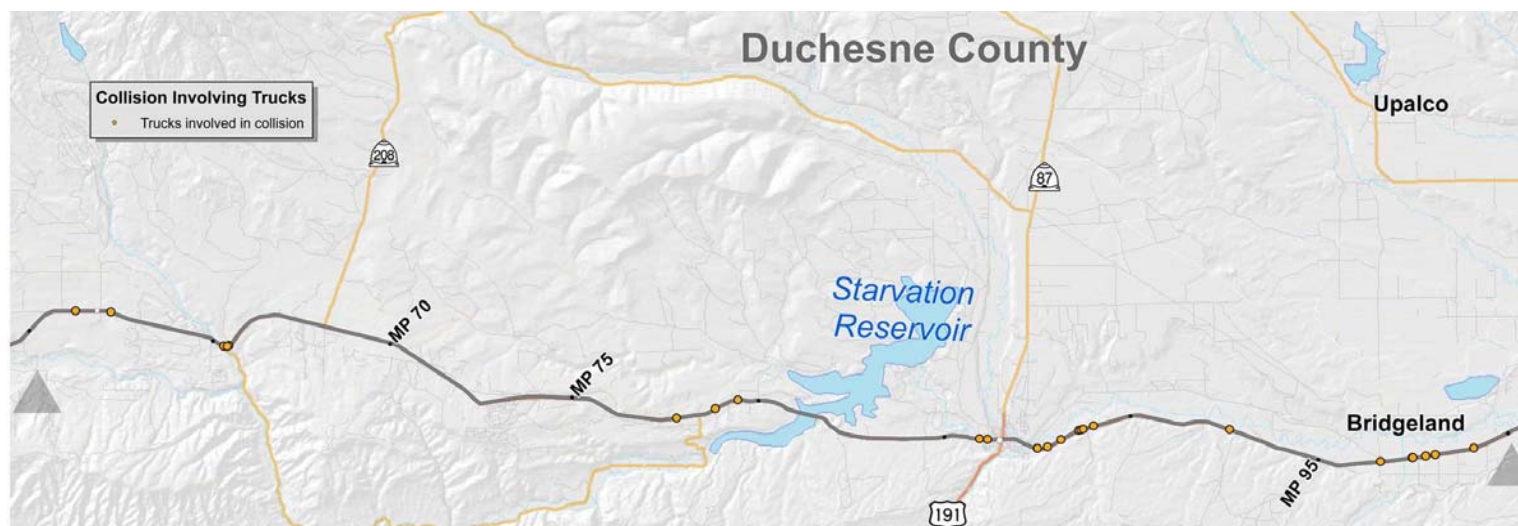 Duchesne County
Collision Involving Trucks
Trucks involved in collision
Upalco
208
87
Starvation
Reservoir
MP 70
MP 75
Bridgeland
MP 95
191